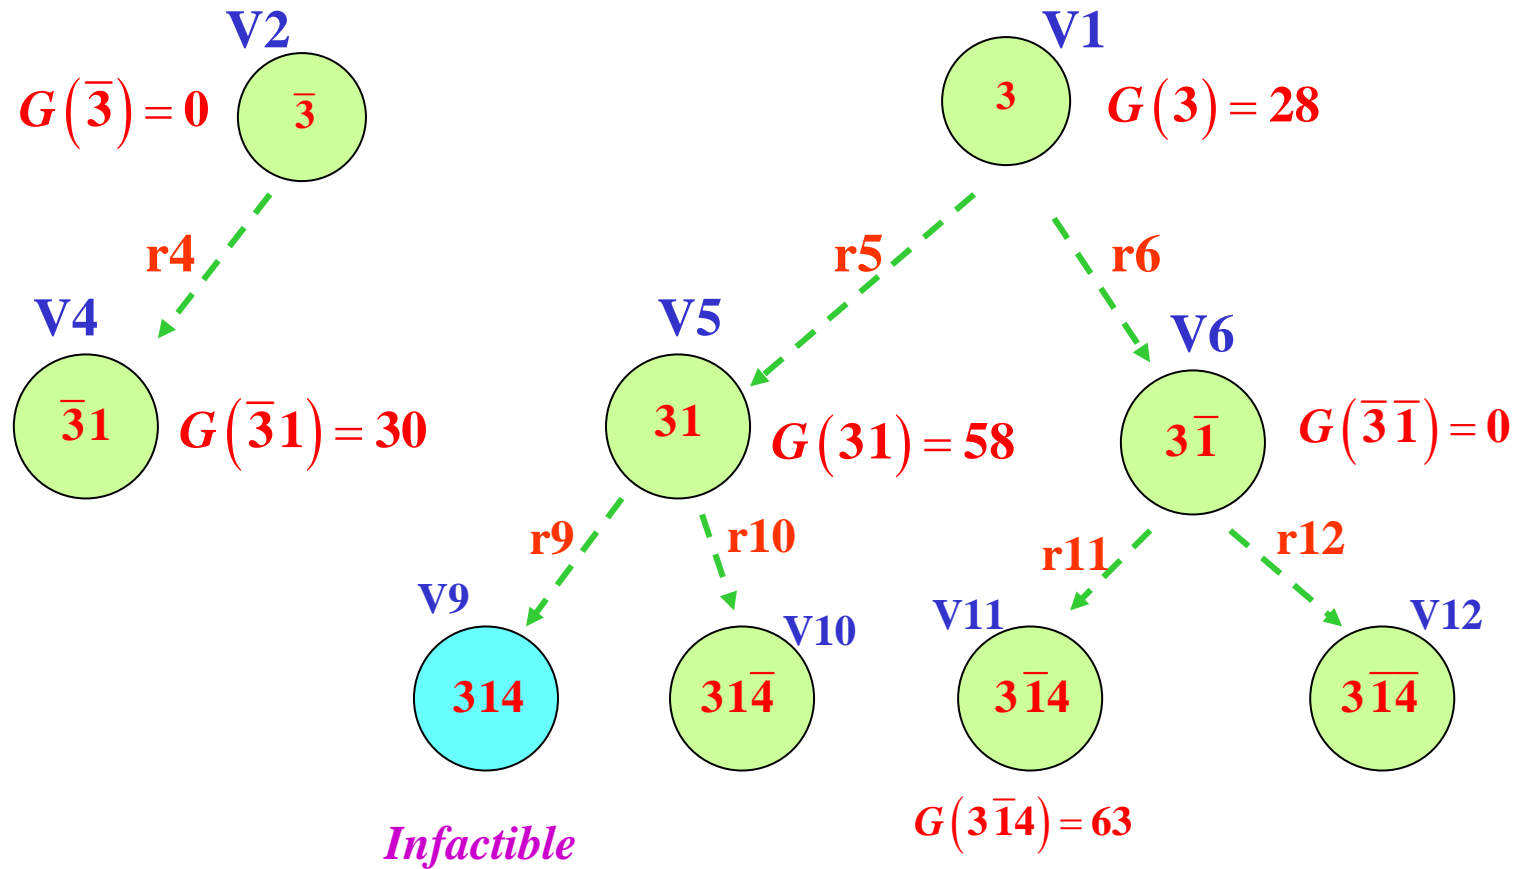 V2
V1
G(3̅) = 0
3̅
3
G(3) = 28
r4
r5
r6
V4
V5
V6
3̅1
G(3̅1) = 30
31
G(31) = 58
31̅
G(3̅ 1̅) = 0
r9
r10
r11
r12
V9
V10
V11
V12
314
314̅
31̅4
31̅4̅
G(31̅4) = 63
Infactible